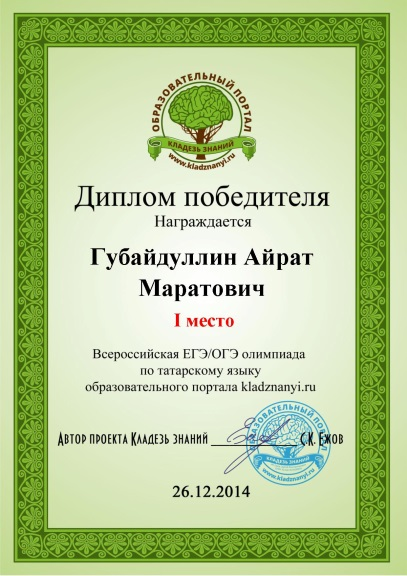 ОБРАЗОВАТЕЛЬНЫЙ ПОРТАЛ
КЛАДЕЗЬ ЗНАНИЙ
www.kladznanyi.ru
Диплом победителя
Награждается
Губайдуллин Айрат
Маратович
I место
Всероссийская ЕГЭ/ОГЭ олимпиада
по татарскому языку
образовательного портала kladznanyi.ru
Автор проекта Кладезь знаний С.К. Ежов
ОБРАЗОВАТЕЛЬНЫЙ ПОРТАЛ
КЛАДЕЗЬ ЗНАНИЙ
www.kladznanyi.ru
26.12.2014